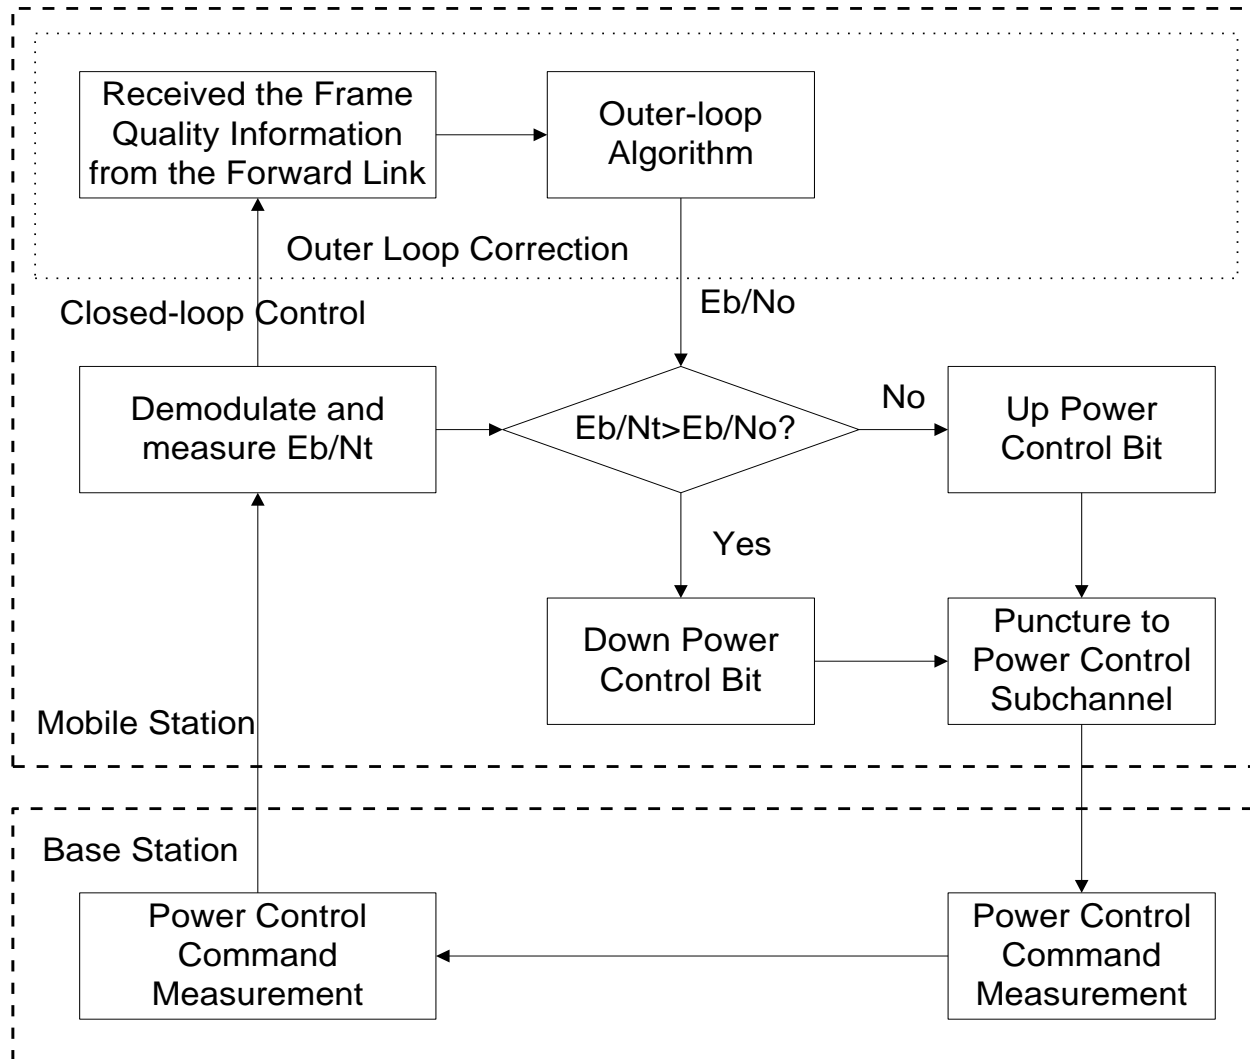 Received the Frame
Quality Information
from the Forward Link
Outer-loop
Algorithm
Outer Loop Correction
Closed-loop Control
Eb/No
Demodulate and
measure Eb/Nt
Eb/Nt>Eb/No?
No
Up Power
Control Bit
Yes
Down Power
Control Bit
Puncture to
Power Control
Subchannel
Mobile Station
Base Station
Power Control
Command
Measurement
Power Control
Command
Measurement